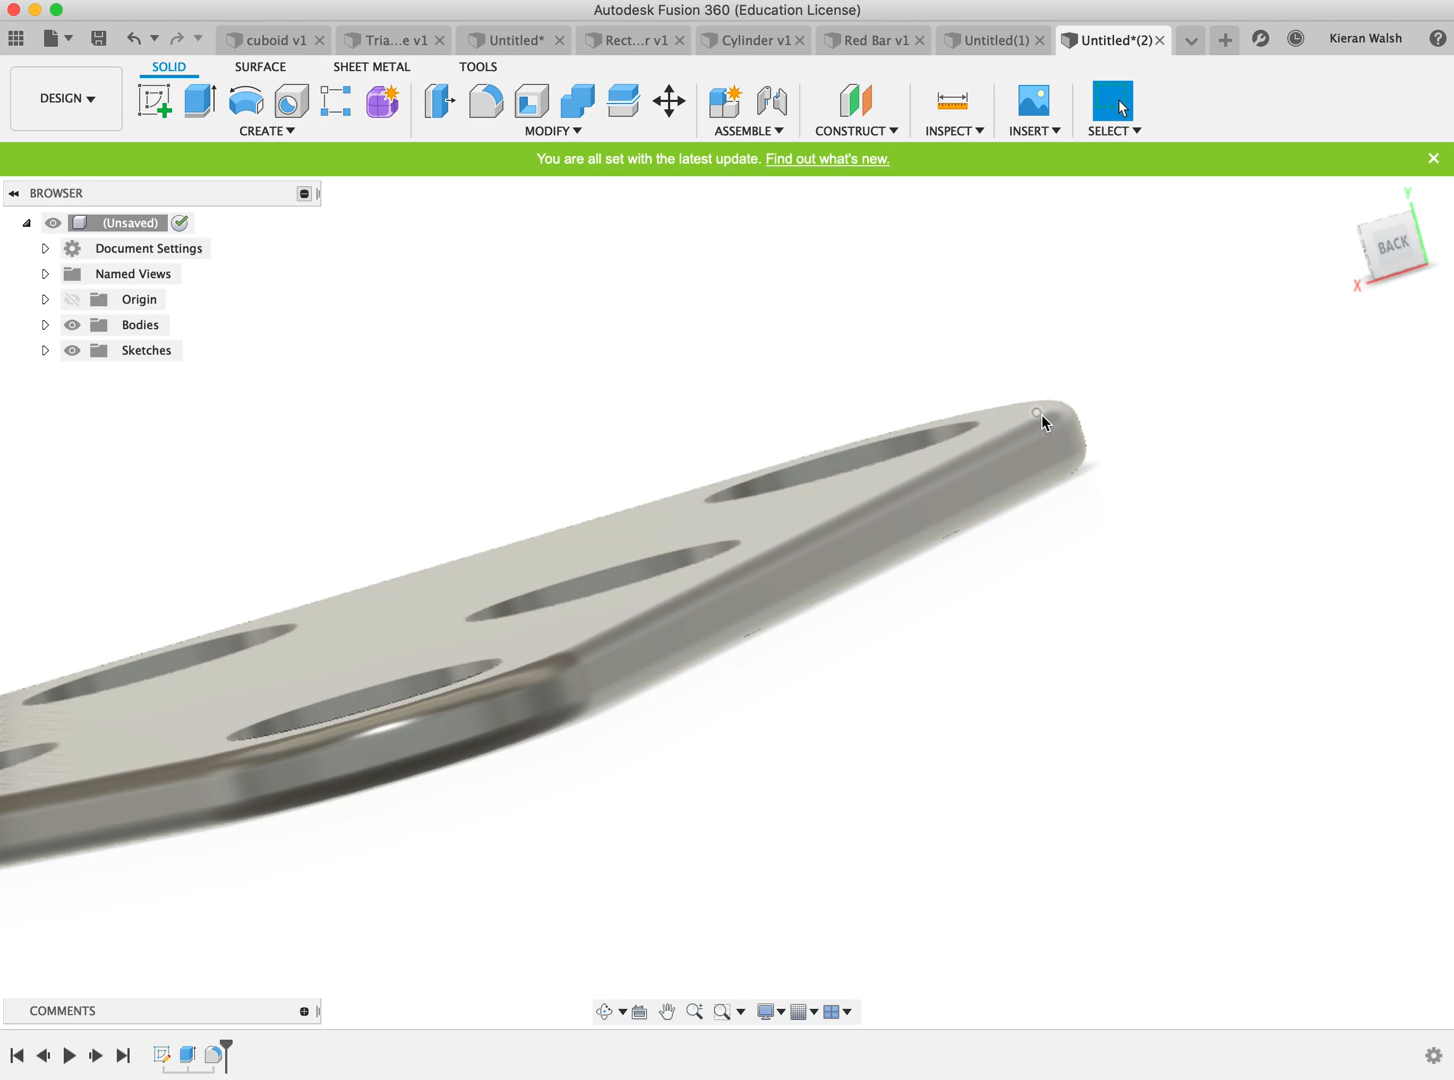 Autodesk Fusion 360 (Education License)
cuboid v1 Tria...e v1 Untitled* Rect...r v1 Cylinder v1 Red Bar v1 Untitled(1) Untitled*(2) Kieran Walsh
SOLID SURFACE SHEET METAL TOOLS
DESIGN
CREATE MODIFY ASSEMBLE CONSTRUCT INSPECT INSERT SELECT
You are all set with the latest update. Find out what's new.
BROWSER
(Unsaved)
Document Settings
Named Views
Origin
Bodies
Sketches
Y
BACK
X
COMMENTS